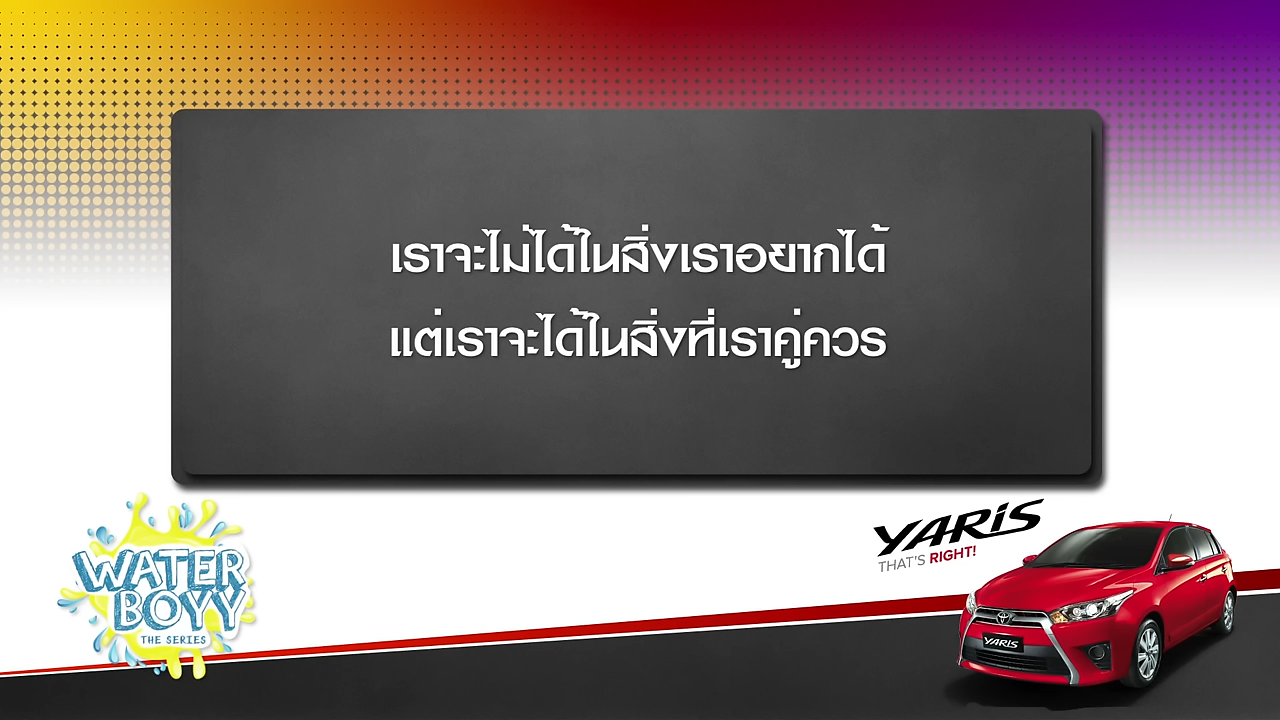 เราจะไม่ได้ในสิ่งเราอยากได้
แต่เราจะได้ในสิ่งที่เราคู่ควร
WATER
BOYY
THE SERIES
YARiS
THAT'S RIGHT!
YARIS